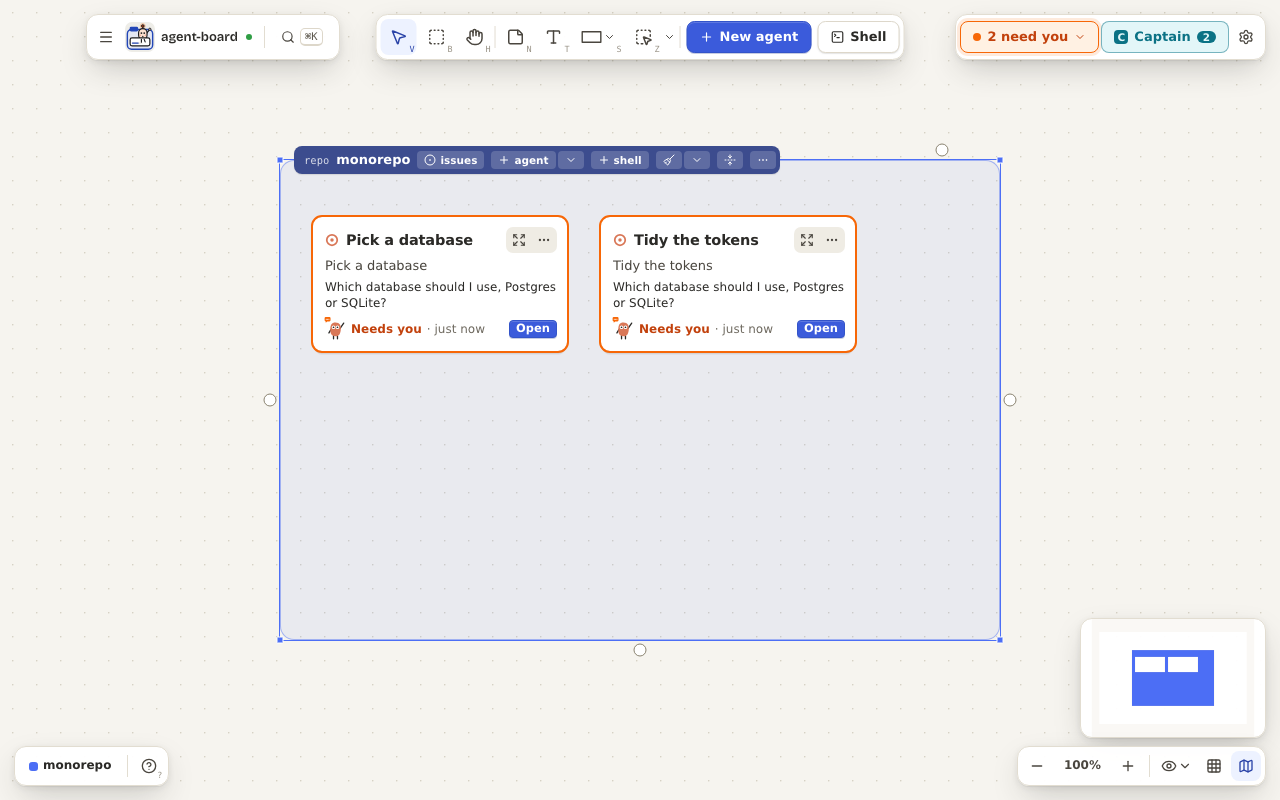 agent-board
⌘K
V
B
H
N
T
S
Z
+ New agent
Shell
2 need you
C Captain 2
repo monorepo
issues
+ agent
+ shell
Pick a database
Pick a database
Which database should I use, Postgres
or SQLite?
Needs you · just now
Open
Tidy the tokens
Tidy the tokens
Which database should I use, Postgres
or SQLite?
Needs you · just now
Open
monorepo
?
100%